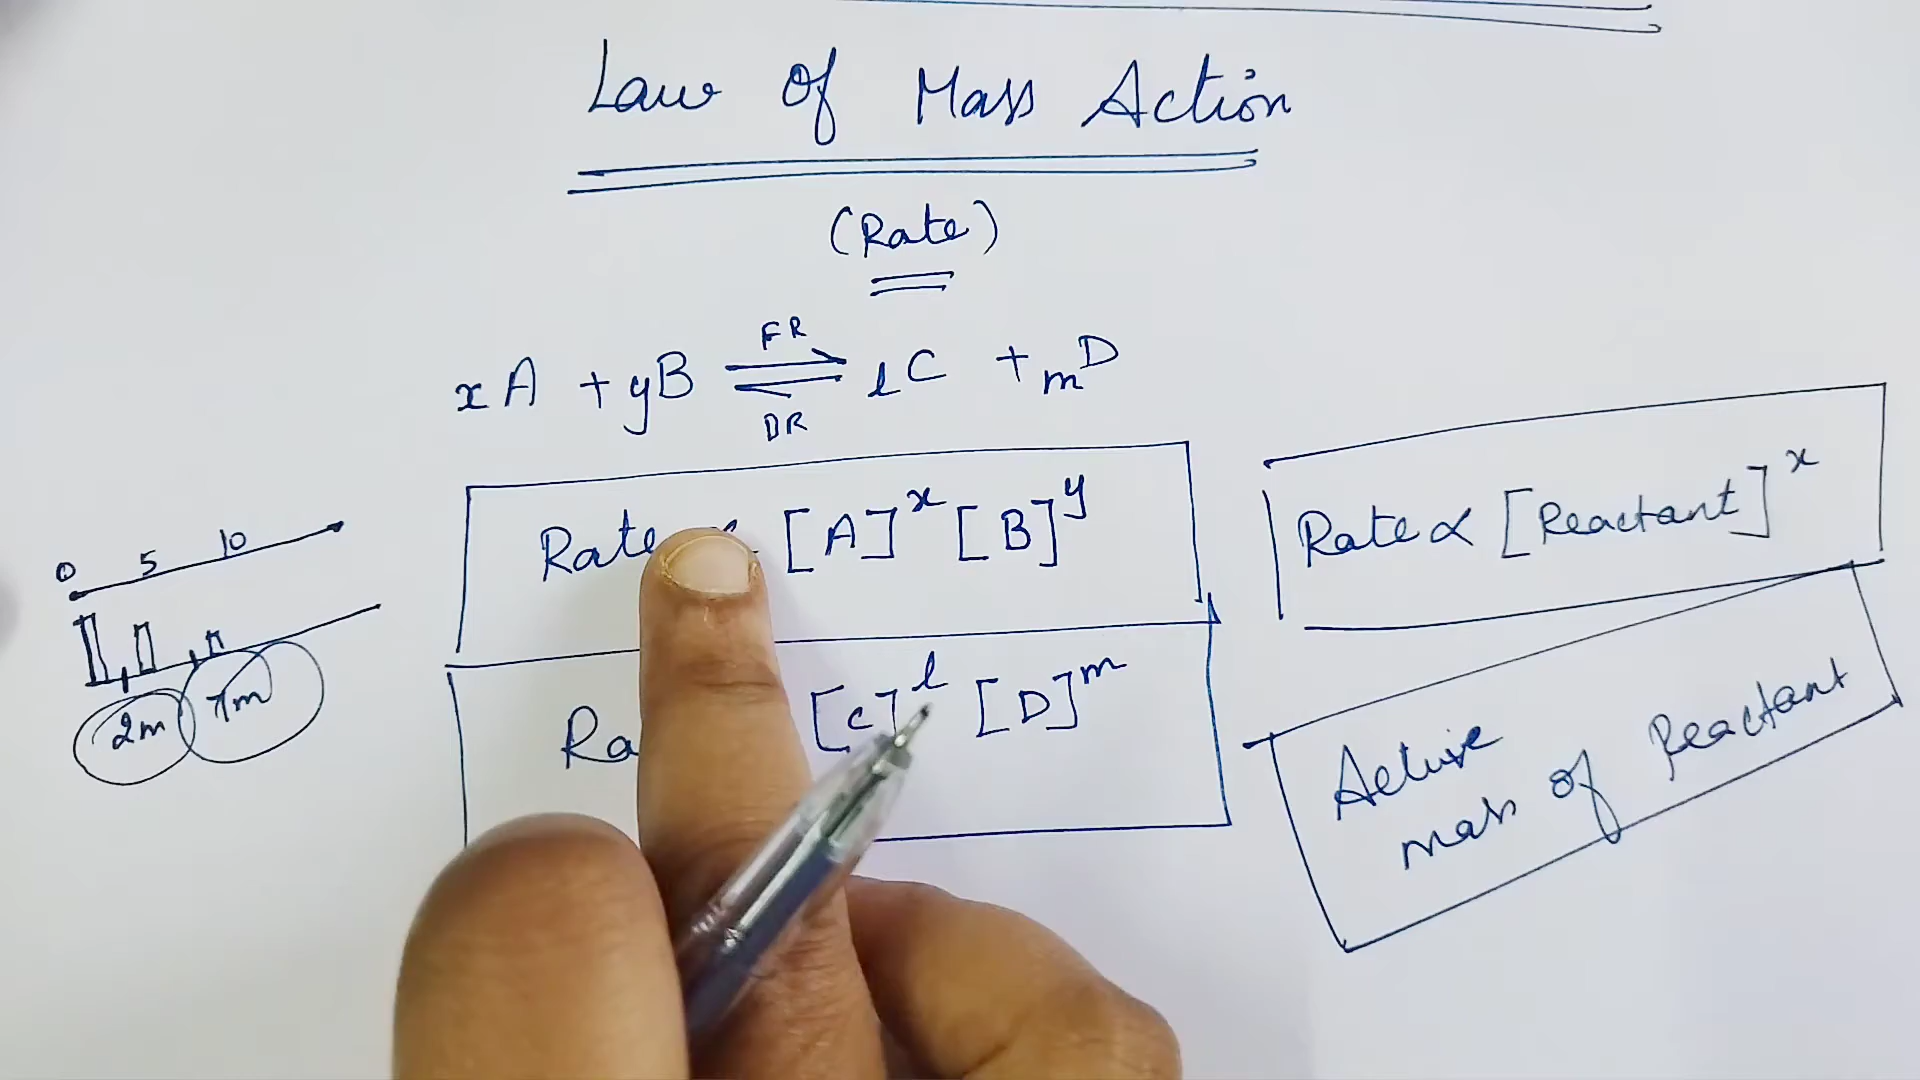 Law Of Mass Action
(Rate)
FR
xA + yB ⇌ lC + mD
DR
Rate ∝ [A]^x [B]^y
Rate ∝ [Reactant]^x
0 5 10
2m
[C]^l [D]^m
Active
mass of Reactant